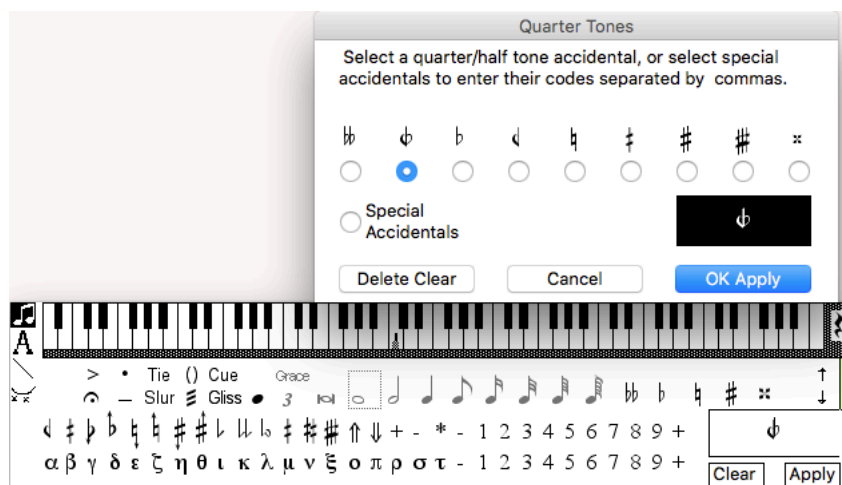 Quarter Tones
Select a quarter/half tone accidental, or select special
accidentals to enter their codes separated by commas.
𝄫 ♭ ♮ ♯ 𝄪
Special
Accidentals
Delete Clear Cancel OK Apply
A
> • Tie () Cue Grace
— Slur Gliss 3
♭♭ ♭ ♮ ♯ 𝄪
⇑ ⇓ + - * - 1 2 3 4 5 6 7 8 9 +
α β γ δ ε ζ η θ ι κ λ μ ν ξ ο π ρ σ τ - 1 2 3 4 5 6 7 8 9 +
Clear Apply